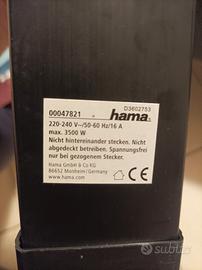 D3602753
00047821
hama.
220-240 V~/50-60 Hz/16 A
max. 3500 W
Nicht hintereinander stecken. Nicht
abgedeckt betreiben. Spannungsfrei
nur bei gezogenem Stecker.
Hama GmbH & Co KG
86652 Monheim/Germany
www.hama.com
subito